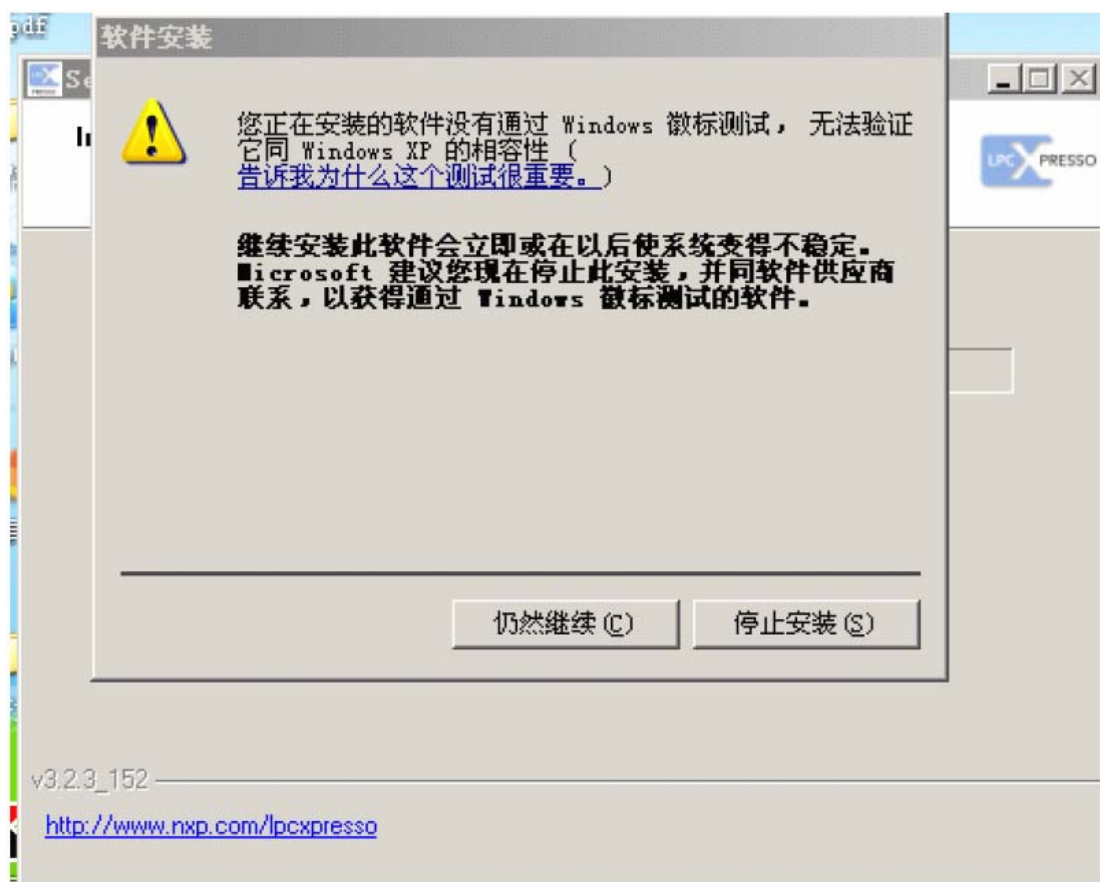 pdf
软件安装
Se
In
您正在安装的软件没有通过 Windows 徽标测试， 无法验证
它同 Windows XP 的相容性 (
告诉我为什么这个测试很重要。)
LPC XPRESSO
继续安装此软件会立即或在以后使系统变得不稳定。
Microsoft 建议您现在停止此安装，并同软件供应商
联系，以获得通过 Windows 徽标测试的软件。
仍然继续(C)
停止安装(S)
v3.2.3_152
http://www.nxp.com/lpcxpresso